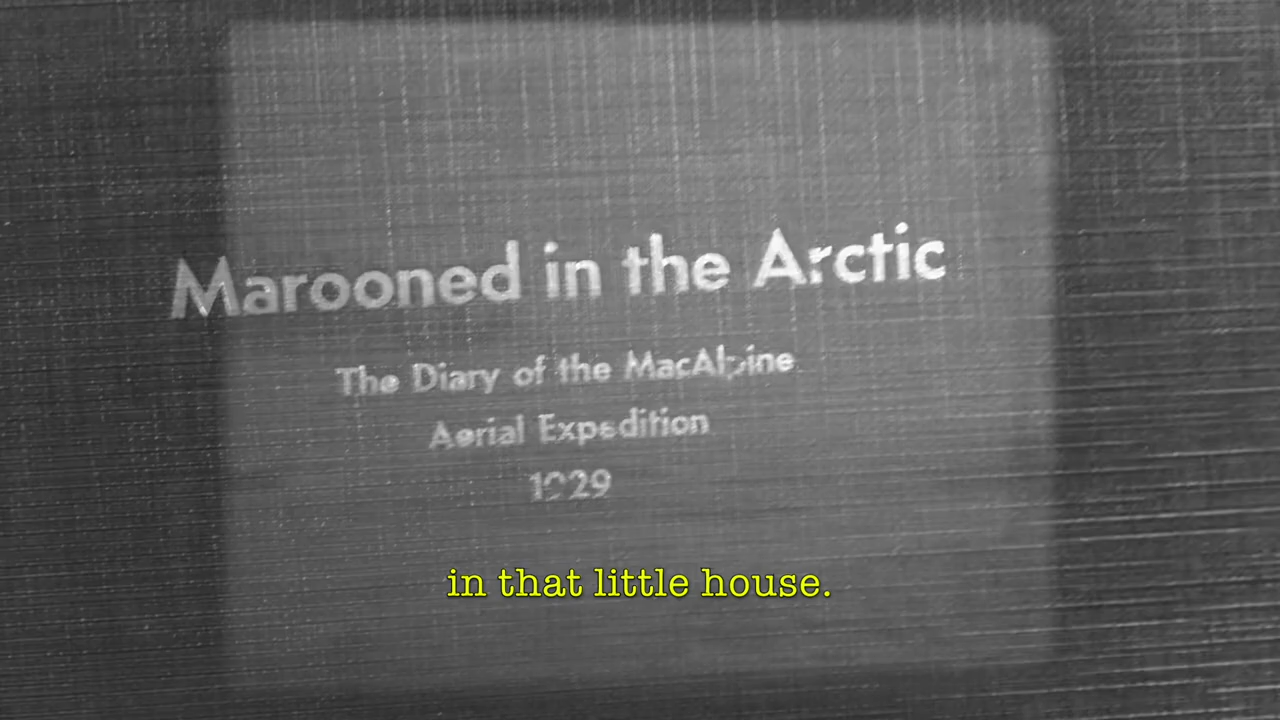 Marooned in the Arctic
The Diary of the MacAlpine
Aerial Expedition
1929
in that little house.